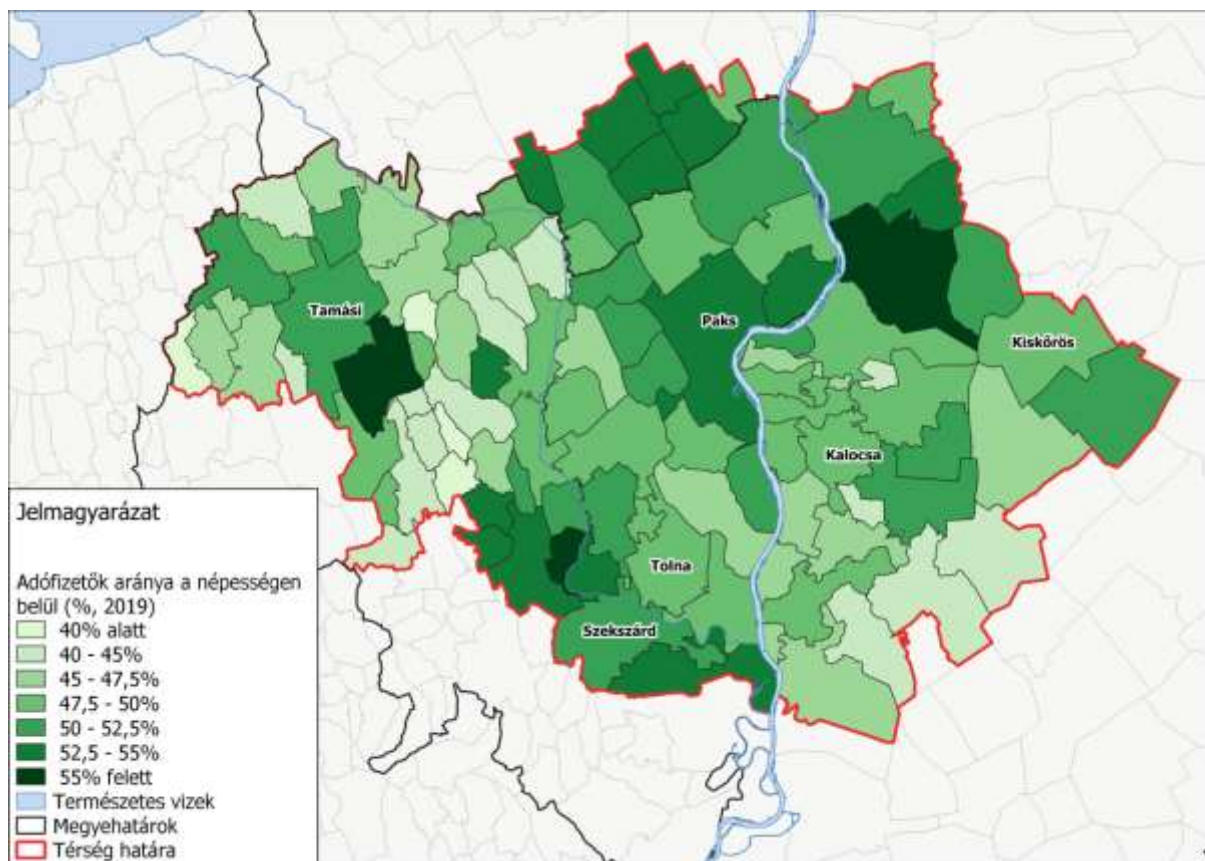 Tamási
Paks
Kiskőrös
Kalocsa
Tolna
Szekszárd
Jelmagyarázat
Adófizetők aránya a népességen
belül (%, 2019)
40% alatt
40 - 45%
45 - 47,5%
47,5 - 50%
50 - 52,5%
52,5 - 55%
55% felett
Természetes vizek
Megyehatárok
Térség határa